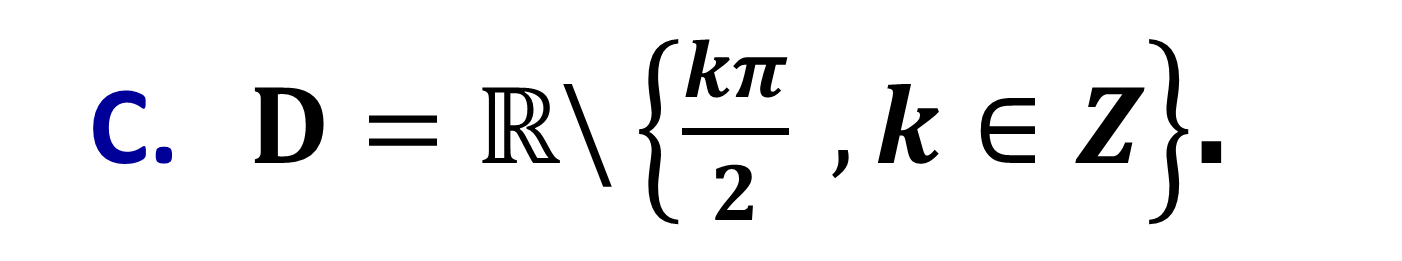 C. D = ℝ\{kπ/2 , k ∈ Z}.